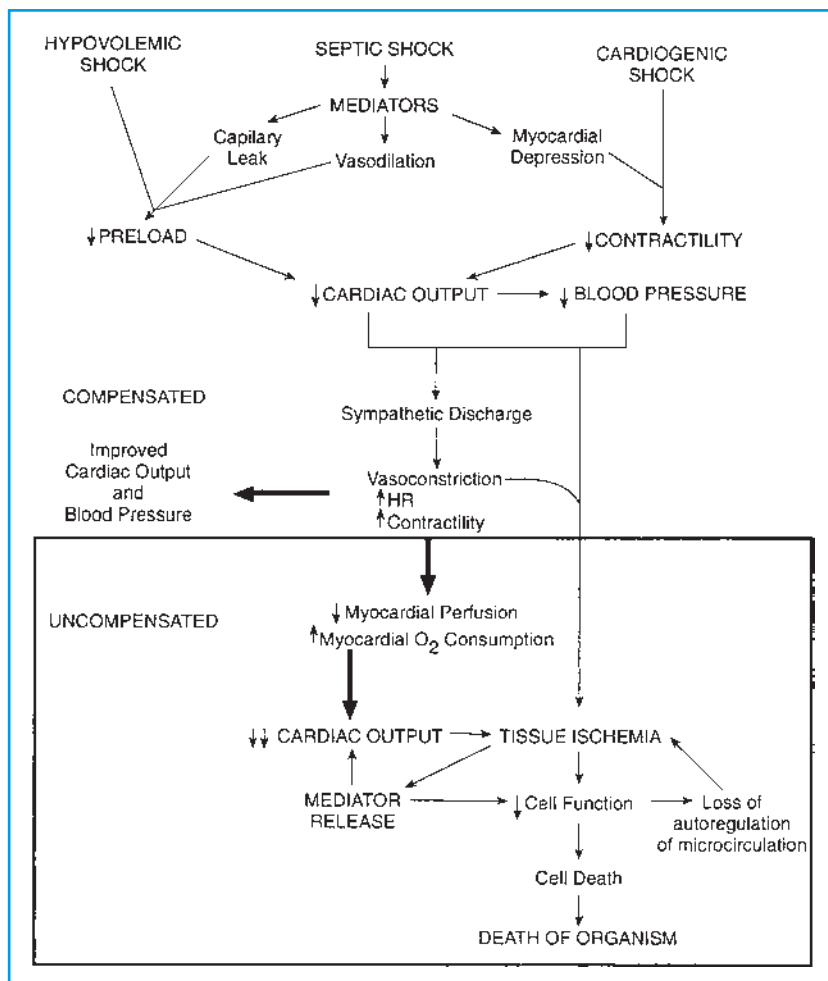 HYPOVOLEMIC
SHOCK
SEPTIC SHOCK
CARDIOGENIC
SHOCK
MEDIATORS
Capilary
Leak
Vasodilation
Myocardial
Depression
↓PRELOAD
↓CONTRACTILITY
↓CARDIAC OUTPUT
↓ BLOOD PRESSURE
COMPENSATED
Sympathetic Discharge
Improved
Cardiac Output
and
Blood Pressure
Vasoconstriction
↑HR
↑Contractility
UNCOMPENSATED
↓Myocardial Perfusion
↑Myocardial O₂ Consumption
↓↓ CARDIAC OUTPUT
TISSUE ISCHEMIA
MEDIATOR
RELEASE
↓Cell Function
Loss of
autoregulation
of microcirculation
Cell Death
DEATH OF ORGANISM